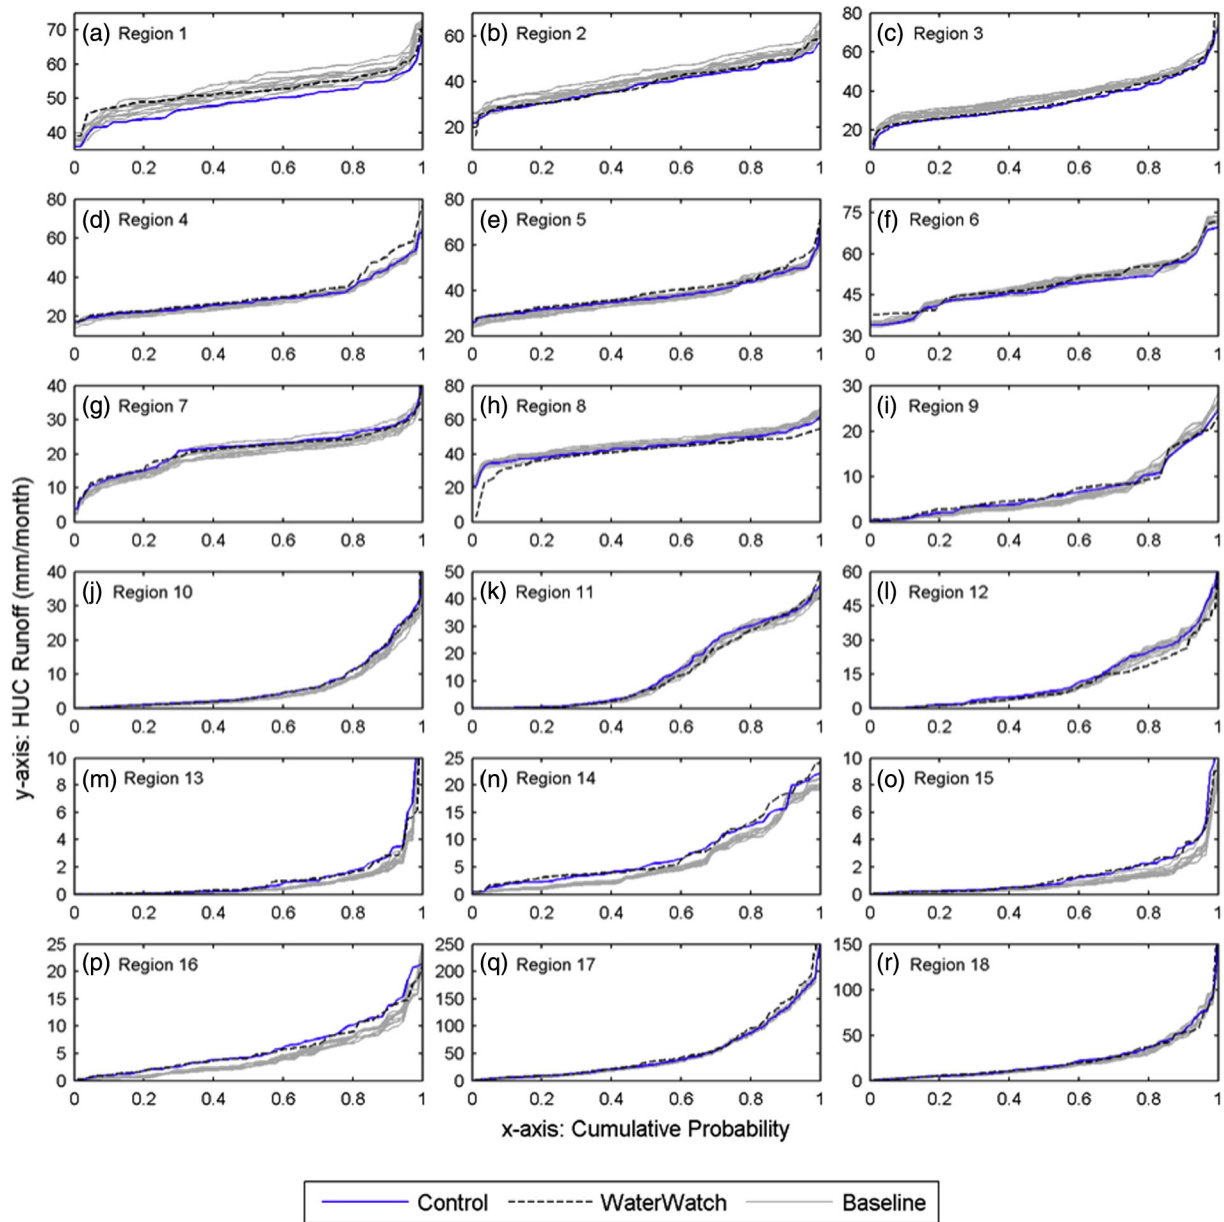 (a) Region 1
70
60
50
40
0 0.2 0.4 0.6 0.8 1
(b) Region 2
60
40
20
0 0.2 0.4 0.6 0.8 1
(c) Region 3
80
60
40
20
0 0.2 0.4 0.6 0.8 1
(d) Region 4
80
60
40
20
0 0.2 0.4 0.6 0.8 1
(e) Region 5
80
60
40
20
0 0.2 0.4 0.6 0.8 1
(f) Region 6
75
60
45
30
0 0.2 0.4 0.6 0.8 1
(g) Region 7
40
30
20
10
0
0 0.2 0.4 0.6 0.8 1
(h) Region 8
80
60
40
20
0
0 0.2 0.4 0.6 0.8 1
(i) Region 9
30
20
10
0
0 0.2 0.4 0.6 0.8 1
(j) Region 10
40
30
20
10
0
0 0.2 0.4 0.6 0.8 1
(k) Region 11
50
40
30
20
10
0
0 0.2 0.4 0.6 0.8 1
(l) Region 12
60
45
30
15
0
0 0.2 0.4 0.6 0.8 1
(m) Region 13
10
8
6
4
2
0
0 0.2 0.4 0.6 0.8 1
(n) Region 14
25
20
15
10
5
0
0 0.2 0.4 0.6 0.8 1
(o) Region 15
10
8
6
4
2
0
0 0.2 0.4 0.6 0.8 1
(p) Region 16
25
20
15
10
5
0
0 0.2 0.4 0.6 0.8 1
(q) Region 17
250
200
150
100
50
0
0 0.2 0.4 0.6 0.8 1
(r) Region 18
150
100
50
0
0 0.2 0.4 0.6 0.8 1
y-axis: HUC Runoff (mm/month)
x-axis: Cumulative Probability
Control WaterWatch Baseline